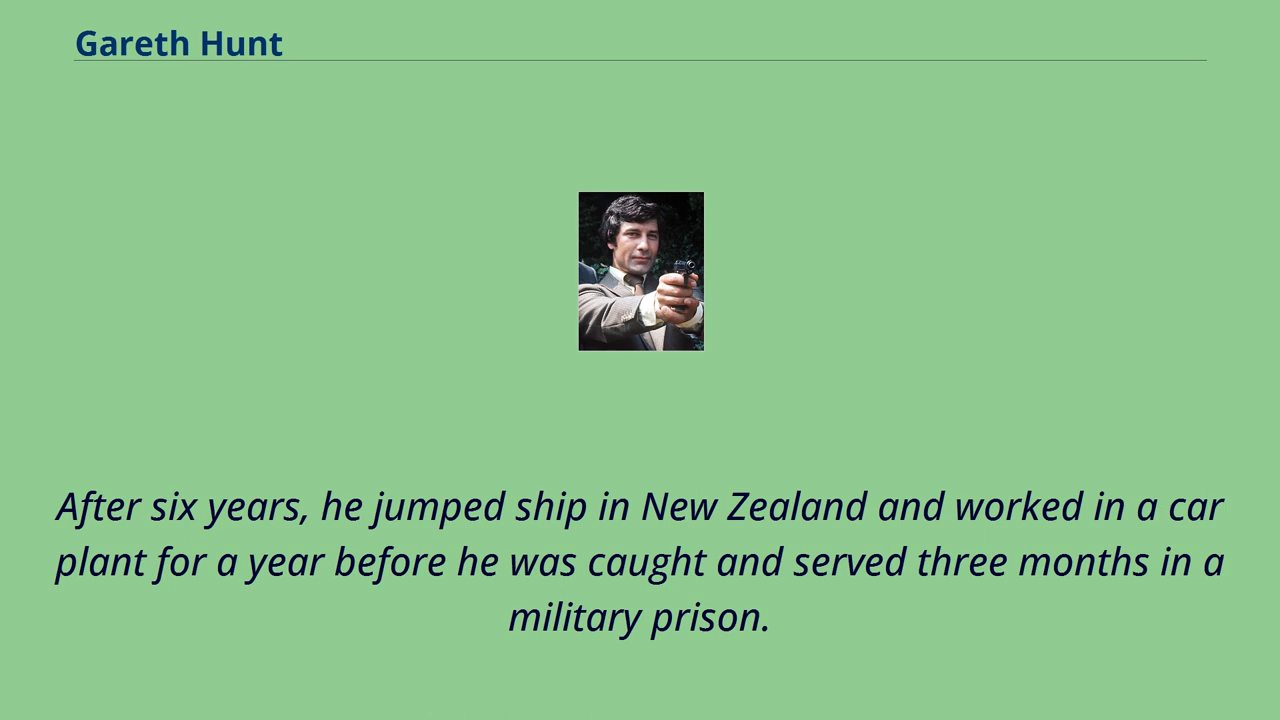 Gareth Hunt
After six years, he jumped ship in New Zealand and worked in a car
plant for a year before he was caught and served three months in a
military prison.